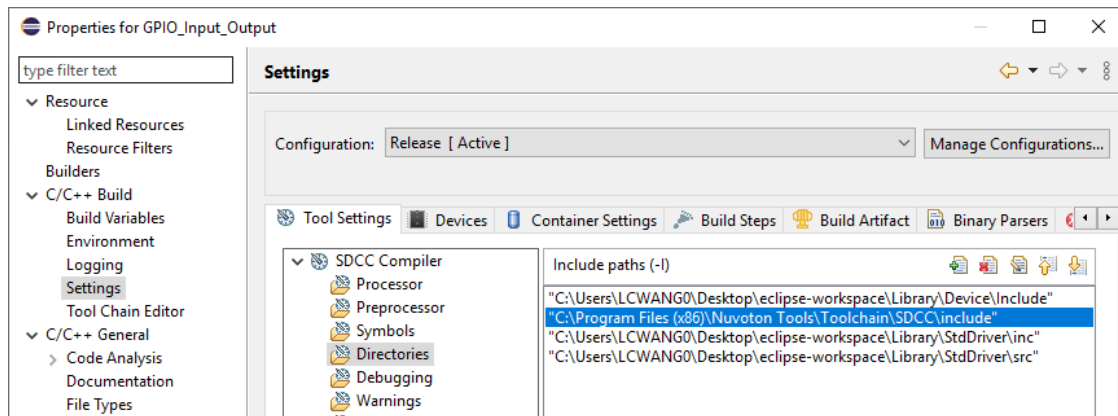 Properties for GPIO_Input_Output
type filter text
Resource
Linked Resources
Resource Filters
Builders
C/C++ Build
Build Variables
Environment
Logging
Settings
Tool Chain Editor
C/C++ General
Code Analysis
Documentation
File Types
Settings
Configuration: Release [ Active ] Manage Configurations...
Tool Settings Devices Container Settings Build Steps Build Artifact Binary Parsers
SDCC Compiler
Processor
Preprocessor
Symbols
Directories
Debugging
Warnings
Include paths (-I)
"C:\Users\LCWANG0\Desktop\eclipse-workspace\Library\Device\Include"
"C:\Program Files (x86)\Nuvoton Tools\Toolchain\SDCC\include"
"C:\Users\LCWANG0\Desktop\eclipse-workspace\Library\StdDriver\inc"
"C:\Users\LCWANG0\Desktop\eclipse-workspace\Library\StdDriver\src"